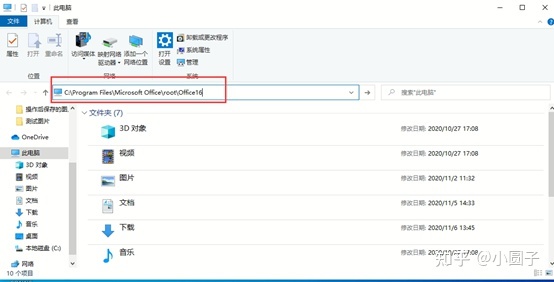 此电脑
文件 计算机 查看
属性 打开 重命名 访问媒体 映射网络驱动器 添加一个网络位置 打开设置 卸载或更改程序
系统属性
管理
位置 网络 系统
C:\Program Files\Microsoft Office\root\Office16
搜索"此电脑"
操作后保存的图
测试图片
OneDrive
此电脑
3D 对象
视频
图片
文档
下载
音乐
桌面
本地磁盘 (C:)
网络
文件夹 (7)
3D 对象 修改日期: 2020/10/27 17:08
视频 修改日期: 2020/10/27 17:08
图片 修改日期: 2020/11/2 11:32
文档 修改日期: 2020/11/5 14:33
下载 修改日期: 2020/11/6 13:45
音乐 修改日期: 17:08
知乎 @小圆子
10 个项目